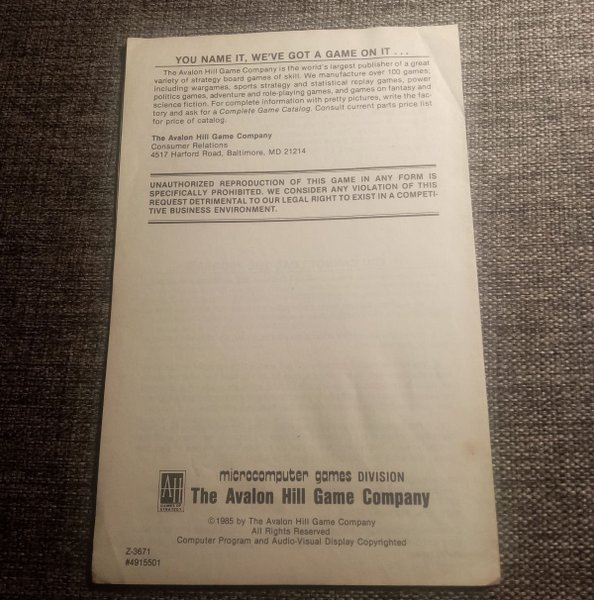 YOU NAME IT, WE'VE GOT A GAME ON IT . . .
The Avalon Hill Game Company is the world's largest publisher of a great
variety of strategy board games of skill. We manufacture over 100 games;
including wargames, sports strategy and statistical replay games, power
politics games, adventure and role-playing games, and games on fantasy and
science fiction. For complete information with pretty pictures, write the fac-
tory and ask for a Complete Game Catalog. Consult current parts price list
for price of catalog.
The Avalon Hill Game Company
Consumer Relations
4517 Harford Road, Baltimore, MD 21214
UNAUTHORIZED REPRODUCTION OF THIS GAME IN ANY FORM IS
SPECIFICALLY PROHIBITED. WE CONSIDER ANY VIOLATION OF THIS
REQUEST DETRIMENTAL TO OUR LEGAL RIGHT TO EXIST IN A COMPETI-
TIVE BUSINESS ENVIRONMENT.
microcomputer games DIVISION
AH
GAMES OF
STRATEGY
The Avalon Hill Game Company
©1985 by The Avalon Hill Game Company
All Rights Reserved
Computer Program and Audio-Visual Display Copyrighted
Z-3671
#4915501